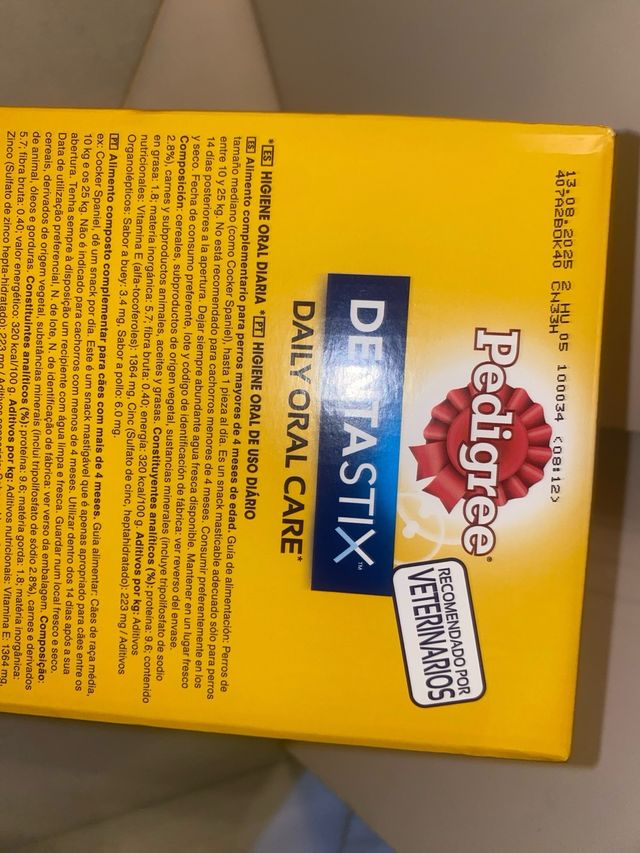 13.08.2025 2 HU 05 100034 (08:12)
407A2B0K40 CN33H
Pedigree®
RECOMENDADO POR
VETERINARIOS
DENTASTIX™
DAILY ORAL CARE*
*ES HIGIENE ORAL DIARIA *PT HIGIENE ORAL DE USO DIÁRIO
ES Alimento complementario para perros mayores de 4 meses de edad. Guía de alimentación: Perros de
tamaño mediano (como Cocker Spaniel), hasta 1 pieza al día. Es un snack masticable adecuado sólo para perros
entre 10 y 25 kg. No está recomendado para cachorros menores de 4 meses. Consumir preferentemente en los
14 días posteriores a la apertura. Dejar siempre abundante agua fresca disponible. Mantener en un lugar fresco
y seco. Fecha de consumo preferente, lote y código de identificación de fábrica: ver reverso del envase.
Composición: cereales, subproductos de origen vegetal, sustancias minerales (incluye tripolifosfato de sodio
2.8%), carnes y subproductos animales, aceites y grasas. Constituyentes analíticos (%): proteína: 9.6, contenido
en grasa: 1.8, materia inorgánica: 5.7, fibra bruta: 0.40, energía: 320 kcal/100 g. Aditivos por kg: Aditivos
nutricionales: Vitamina E (alfa-tocoferoles): 1364 mg, Cinc (Sulfato de cinc, heptahidratado): 223 mg / Aditivos
Organolépticos: Sabor a buey: 3.4 mg, Sabor a pollo: 6.0 mg.
PT Alimento composto complementar para cães com mais de 4 meses. Guia alimentar: Cães de raça média,
ex: Cocker Spaniel, dê um snack por dia. Este é um snack mastigável que é apenas apropriado para cães entre os
10 kg e os 25 kg. Não é indicado para cachorros com menos de 4 meses. Utilizar dentro dos 14 dias após a sua
abertura. Tenha sempre à disposição um recipiente com água limpa e fresca. Guardar num local fresco e seco.
Data de utilização preferencial, N. de lote, N. de identificação de fábrica: ver verso da embalagem. Composição:
cereais, derivados de origem vegetal, substâncias minerais (inclui tripolifosfato de sódio 2.8%), carnes e derivados
de animal, óleos e gorduras. Constituintes analíticos (%): proteína: 9.6, matéria gorda: 1.8, matéria inorgânica:
5.7, fibra bruta: 0.40, valor energético: 320 kcal/100 g. Aditivos por kg: Aditivos nutricionais: Vitamina E: 1364 mg,
Zinco (Sulfato de zinco hepta-hidratado): 223 mg / Aditivos